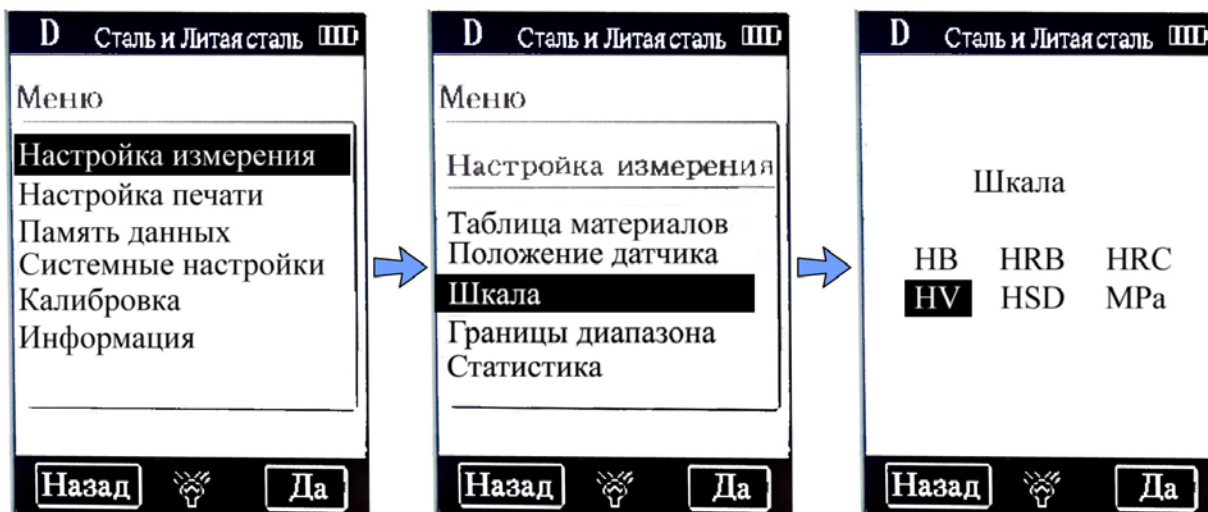 D Сталь и Литая сталь
Меню
Настройка измерения
Настройка печати
Память данных
Системные настройки
Калибровка
Информация
Назад Да
D Сталь и Литая сталь
Меню
Настройка измерения
Таблица материалов
Положение датчика
Шкала
Границы диапазона
Статистика
Назад Да
D Сталь и Литая сталь
Шкала
HB HRB HRC
HV HSD MPa
Назад Да